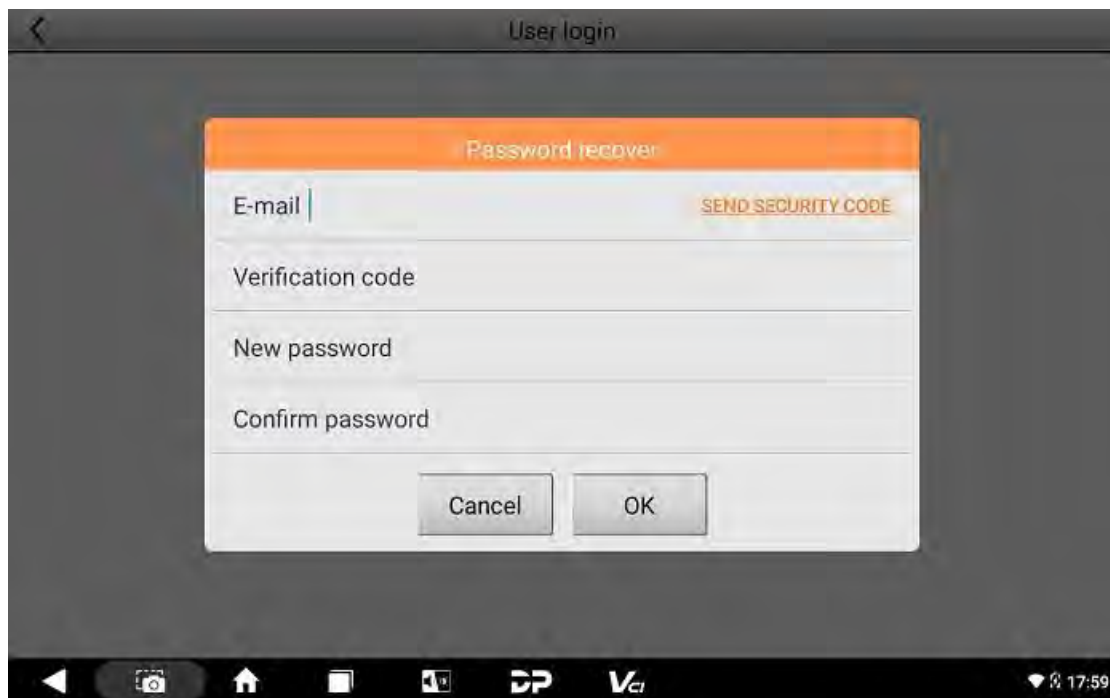 User login
Password recover
E-mail
SEND SECURITY CODE
Verification code
New password
Confirm password
Cancel
OK
DP
VCI
17:59